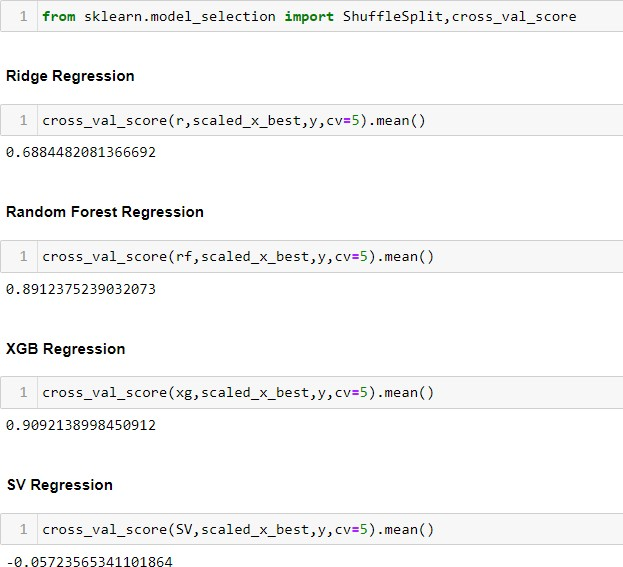 1 from sklearn.model_selection import ShuffleSplit,cross_val_score
Ridge Regression
1 cross_val_score(r,scaled_x_best,y,cv=5).mean()
0.6884482081366692
Random Forest Regression
1 cross_val_score(rf,scaled_x_best,y,cv=5).mean()
0.8912375239032073
XGB Regression
1 cross_val_score(xg,scaled_x_best,y,cv=5).mean()
0.9092138998450912
SV Regression
1 cross_val_score(SV,scaled_x_best,y,cv=5).mean()
-0.05723565341101864